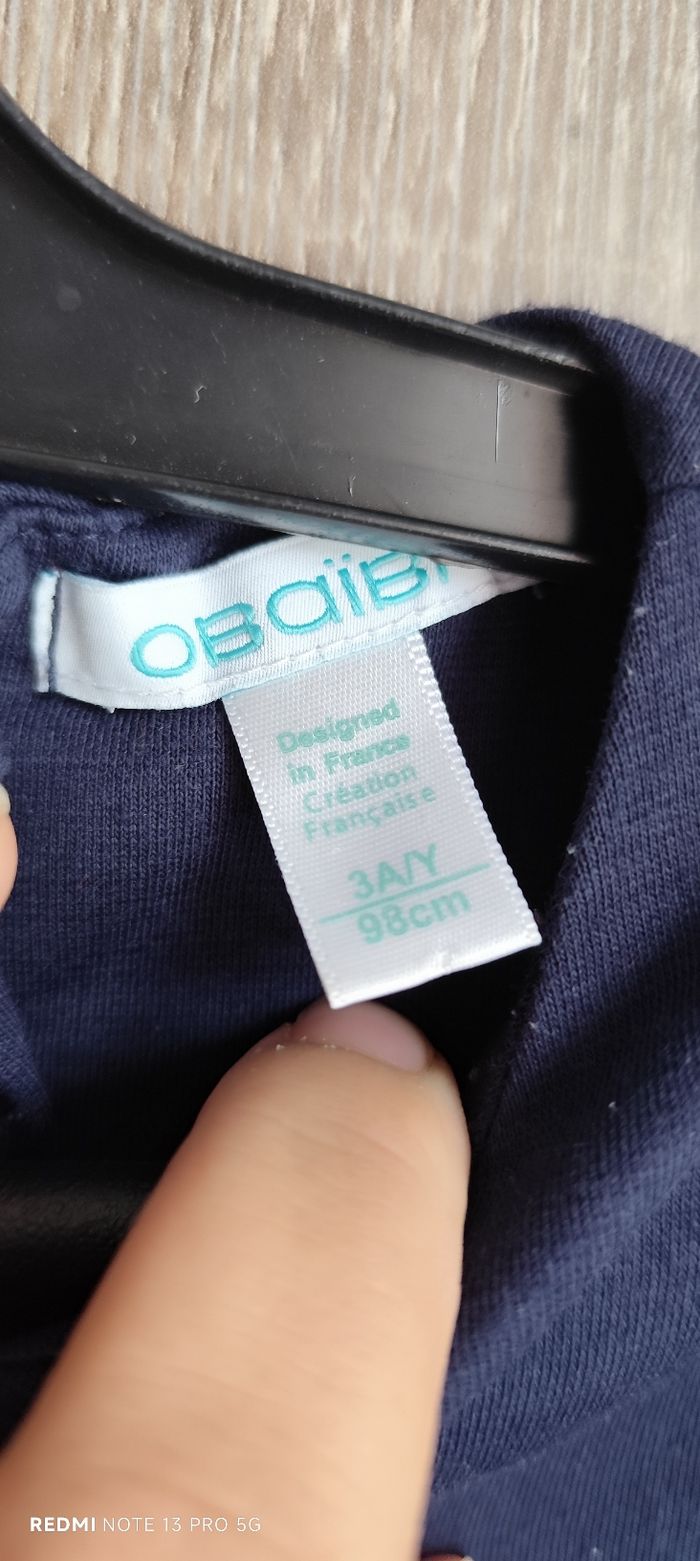 OBaïBi
Designed
in France
Création
Française
3A/Y
98cm
REDMI NOTE 13 PRO 5G